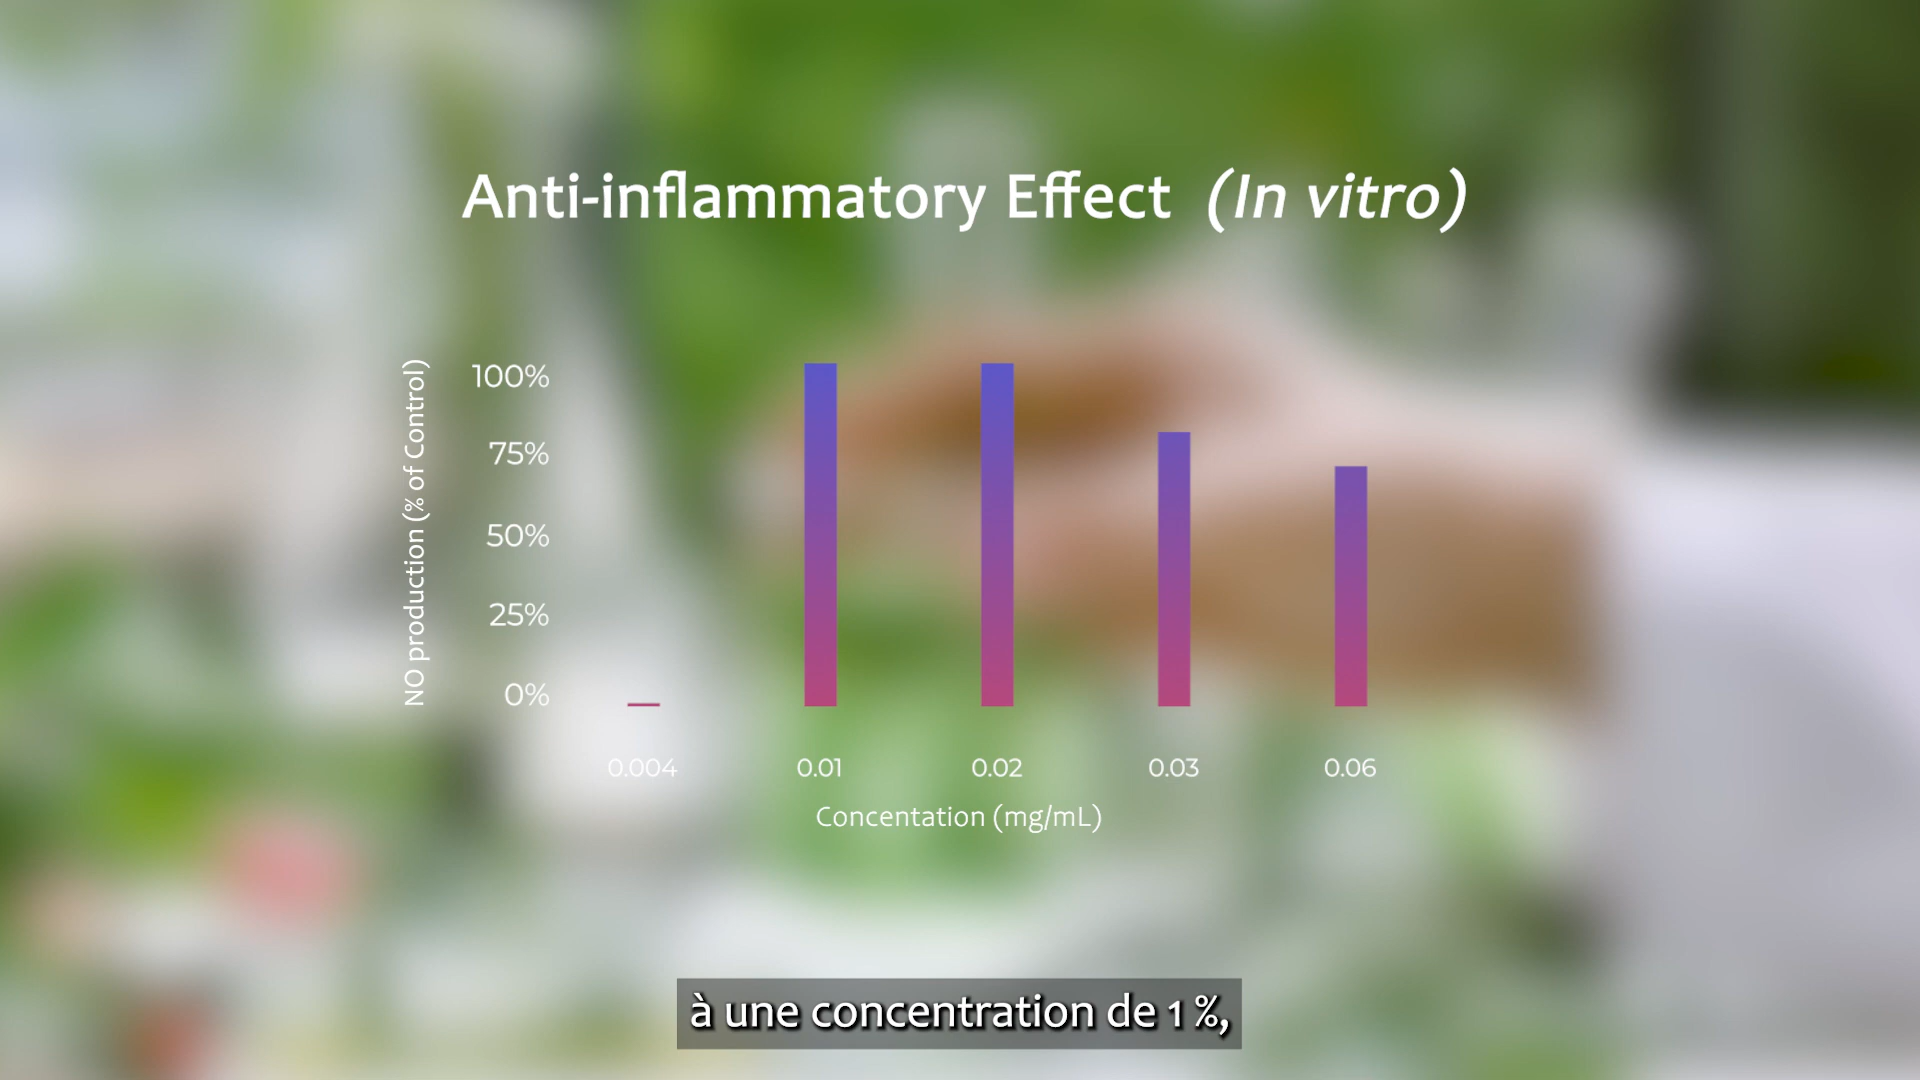 Anti-inflammatory Effect (In vitro)
NO production (% of Control)
100%
75%
50%
25%
0%
0.004 0.01 0.02 0.03 0.06
Concentation (mg/mL)
à une concentration de 1 %,